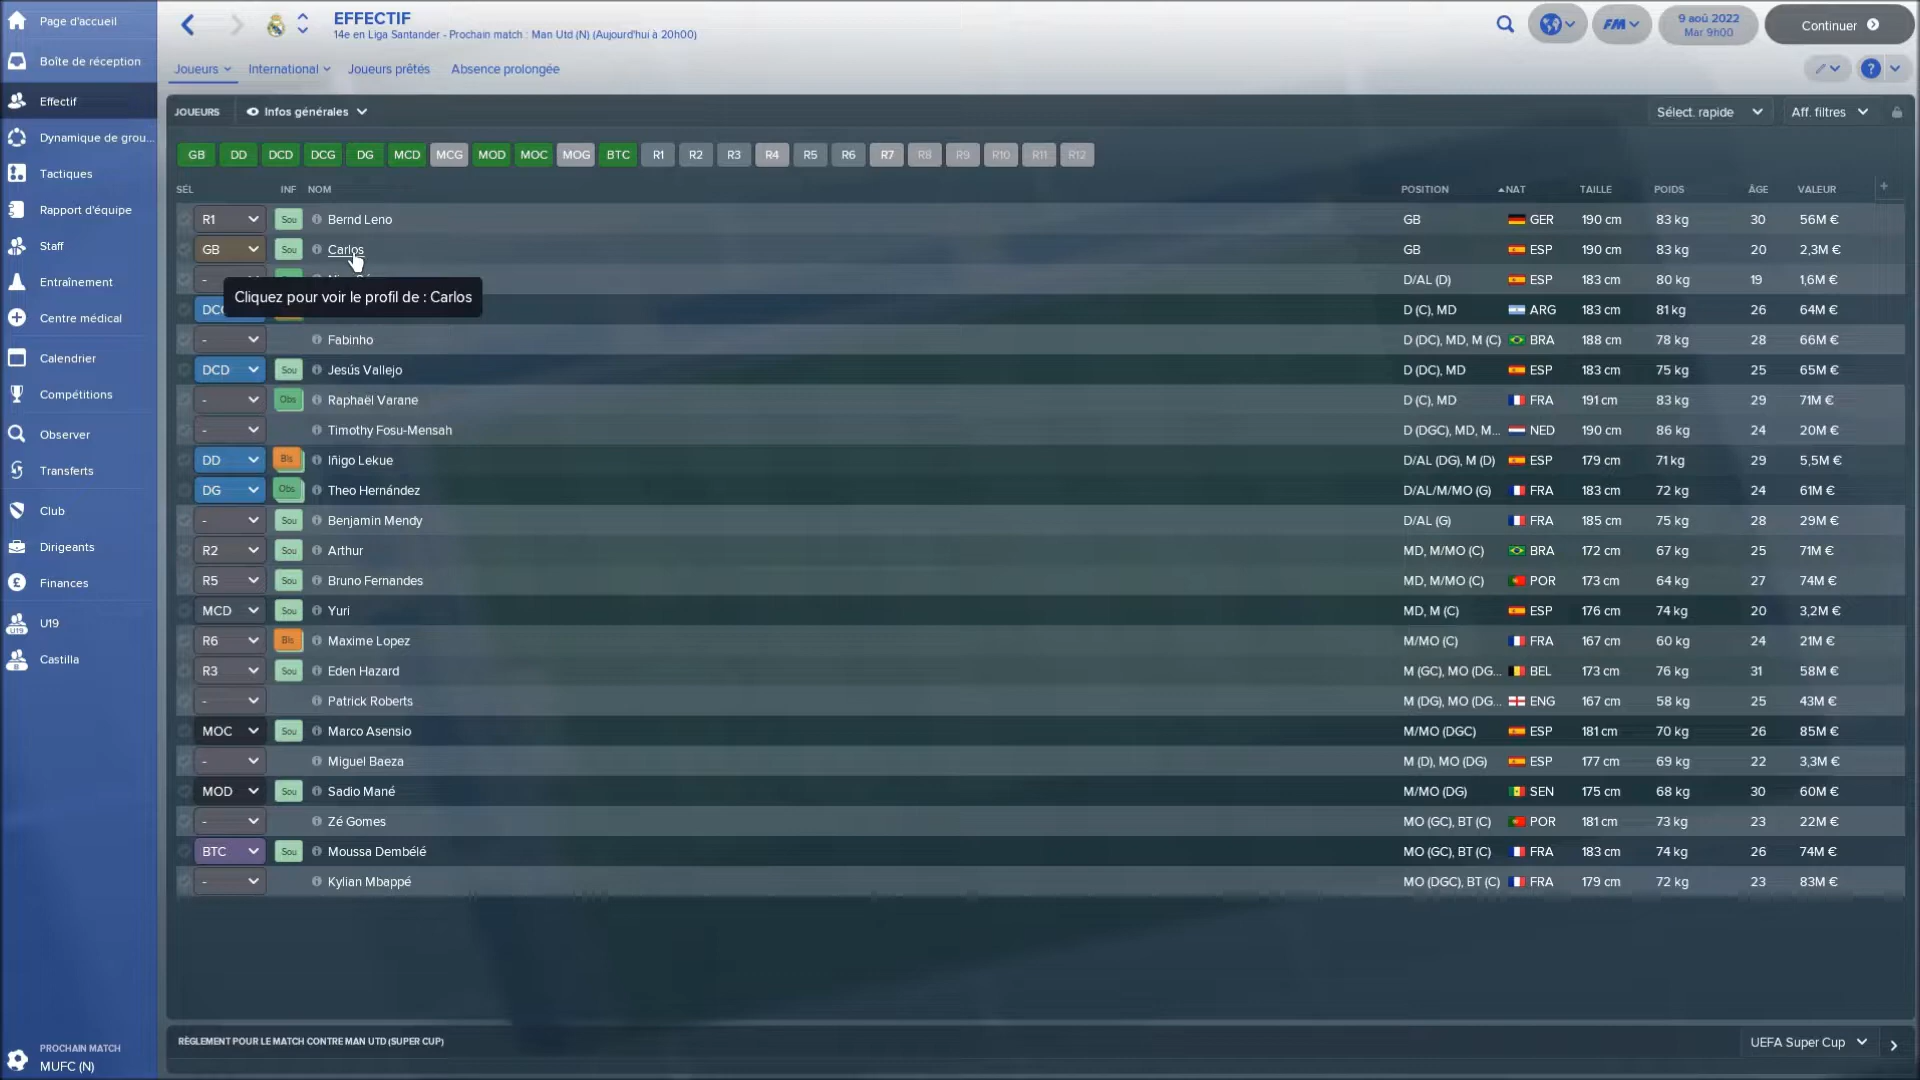 Page d'accueil
Boîte de réception
Effectif
Dynamique de grou...
Tactiques
Rapport d'équipe
Staff
Entraînement
Centre médical
Calendrier
Compétitions
Observer
Transferts
Club
Dirigeants
Finances
U19
Castilla
PROCHAIN MATCH
MUFC (N)
EFFECTIF
14e en Liga Santander - Prochain match : Man Utd (N) (Aujourd'hui à 20h00)
FM
9 aoû 2022
Mar 9h00
Continuer
Joueurs International Joueurs prêtés Absence prolongée
?
JOUEURS Infos générales Sélect. rapide Aff. filtres
GB DD DCD DCG DG MCD MCG MOD MOC MOG BTC R1 R2 R3 R4 R5 R6 R7 R8 R9 R10 R11 R12
SÉL INF NOM POSITION NAT TAILLE POIDS ÂGE VALEUR +
R1 Sou Bernd Leno GB GER 190 cm 83 kg 30 56M €
GB Sou Carlos GB ESP 190 cm 83 kg 20 2,3M €
- D/AL (D) ESP 183 cm 80 kg 19 1,6M €
Cliquez pour voir le profil de : Carlos
D (C), MD ARG 183 cm 81 kg 26 64M €
- Fabinho D (DC), MD, M (C) BRA 188 cm 78 kg 28 66M €
DCD Sou Jesús Vallejo D (DC), MD ESP 183 cm 75 kg 25 65M €
- Obs Raphaël Varane D (C), MD FRA 191 cm 83 kg 29 71M €
- Timothy Fosu-Mensah D (DGC), MD, M... NED 190 cm 86 kg 24 20M €
DD Bls Iñigo Lekue D/AL (DG), M (D) ESP 179 cm 71 kg 29 5,5M €
DG Obs Theo Hernández D/AL/M/MO (G) FRA 183 cm 72 kg 24 61M €
- Sou Benjamin Mendy D/AL (G) FRA 185 cm 75 kg 28 29M €
R2 Sou Arthur MD, M/MO (C) BRA 172 cm 67 kg 25 71M €
R5 Sou Bruno Fernandes MD, M/MO (C) POR 173 cm 64 kg 27 74M €
MCD Sou Yuri MD, M (C) ESP 176 cm 74 kg 20 3,2M €
R6 Bls Maxime Lopez M/MO (C) FRA 167 cm 60 kg 24 21M €
R3 Sou Eden Hazard M (GC), MO (DG... BEL 173 cm 76 kg 31 58M €
- Patrick Roberts M (DG), MO (DG... ENG 167 cm 58 kg 25 43M €
MOC Sou Marco Asensio M/MO (DGC) ESP 181 cm 70 kg 26 85M €
- Miguel Baeza M (D), MO (DG) ESP 177 cm 69 kg 22 3,3M €
MOD Sou Sadio Mané M/MO (DG) SEN 175 cm 68 kg 30 60M €
- Zé Gomes MO (GC), BT (C) POR 181 cm 73 kg 23 22M €
BTC Sou Moussa Dembélé MO (GC), BT (C) FRA 183 cm 74 kg 26 74M €
- Kylian Mbappé MO (DGC), BT (C) FRA 179 cm 72 kg 23 83M €
RÈGLEMENT POUR LE MATCH CONTRE MAN UTD (SUPER CUP) UEFA Super Cup